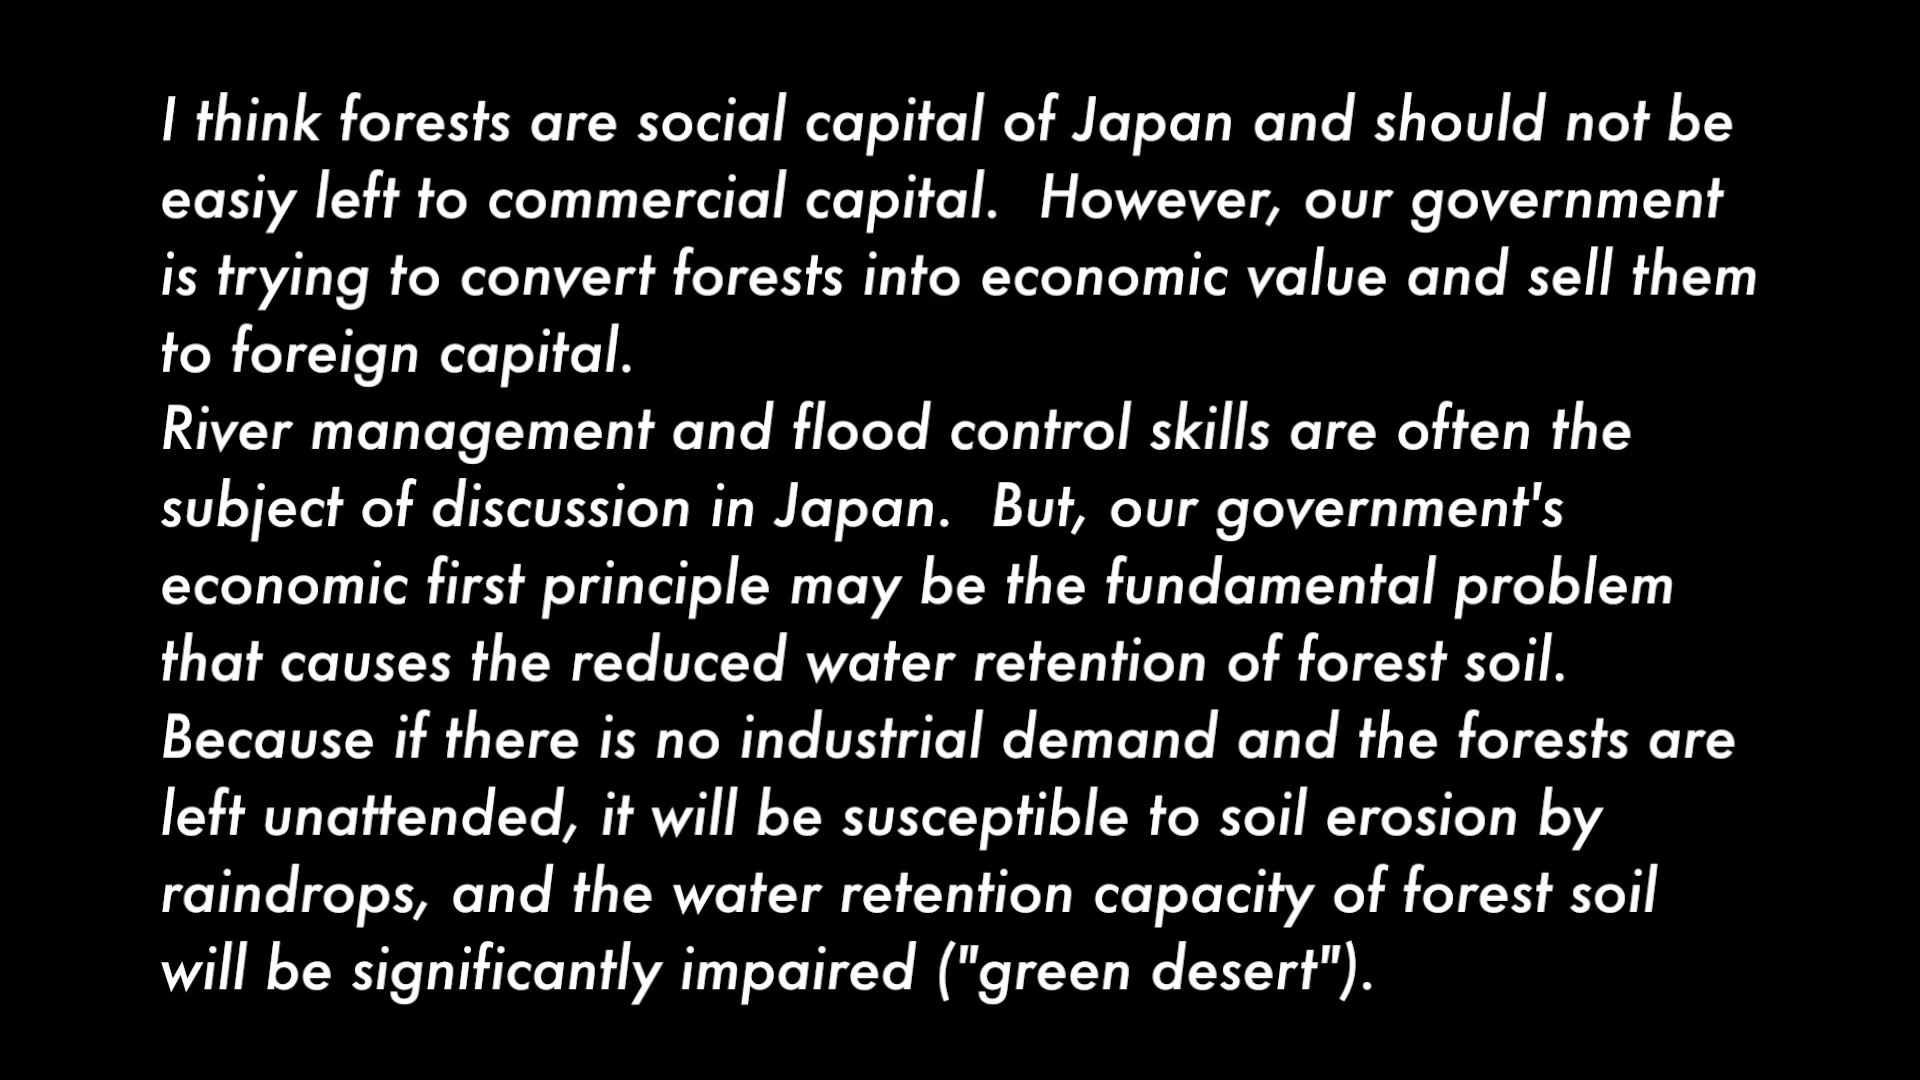 I think forests are social capital of Japan and should not be
easiy left to commercial capital.  However, our government
is trying to convert forests into economic value and sell them
to foreign capital.
River management and flood control skills are often the
subject of discussion in Japan.  But, our government's
economic first principle may be the fundamental problem
that causes the reduced water retention of forest soil.
Because if there is no industrial demand and the forests are
left unattended, it will be susceptible to soil erosion by
raindrops, and the water retention capacity of forest soil
will be significantly impaired ("green desert").